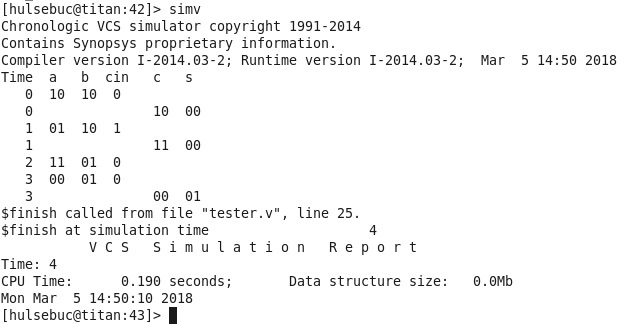 [hulsebuc@titan:42]> simv
Chronologic VCS simulator copyright 1991-2014
Contains Synopsys proprietary information.
Compiler version I-2014.03-2; Runtime version I-2014.03-2;  Mar  5 14:50 2018
Time  a   b  cin   c   s
   0  10  10  0
   0               10  00
   1  01  10  1
   1               11  00
   2  11  01  0
   3  00  01  0
   3               00  01
$finish called from file "tester.v", line 25.
$finish at simulation time                    4
           V C S   S i m u l a t i o n   R e p o r t
Time: 4
CPU Time:      0.190 seconds;       Data structure size:   0.0Mb
Mon Mar  5 14:50:10 2018
[hulsebuc@titan:43]>